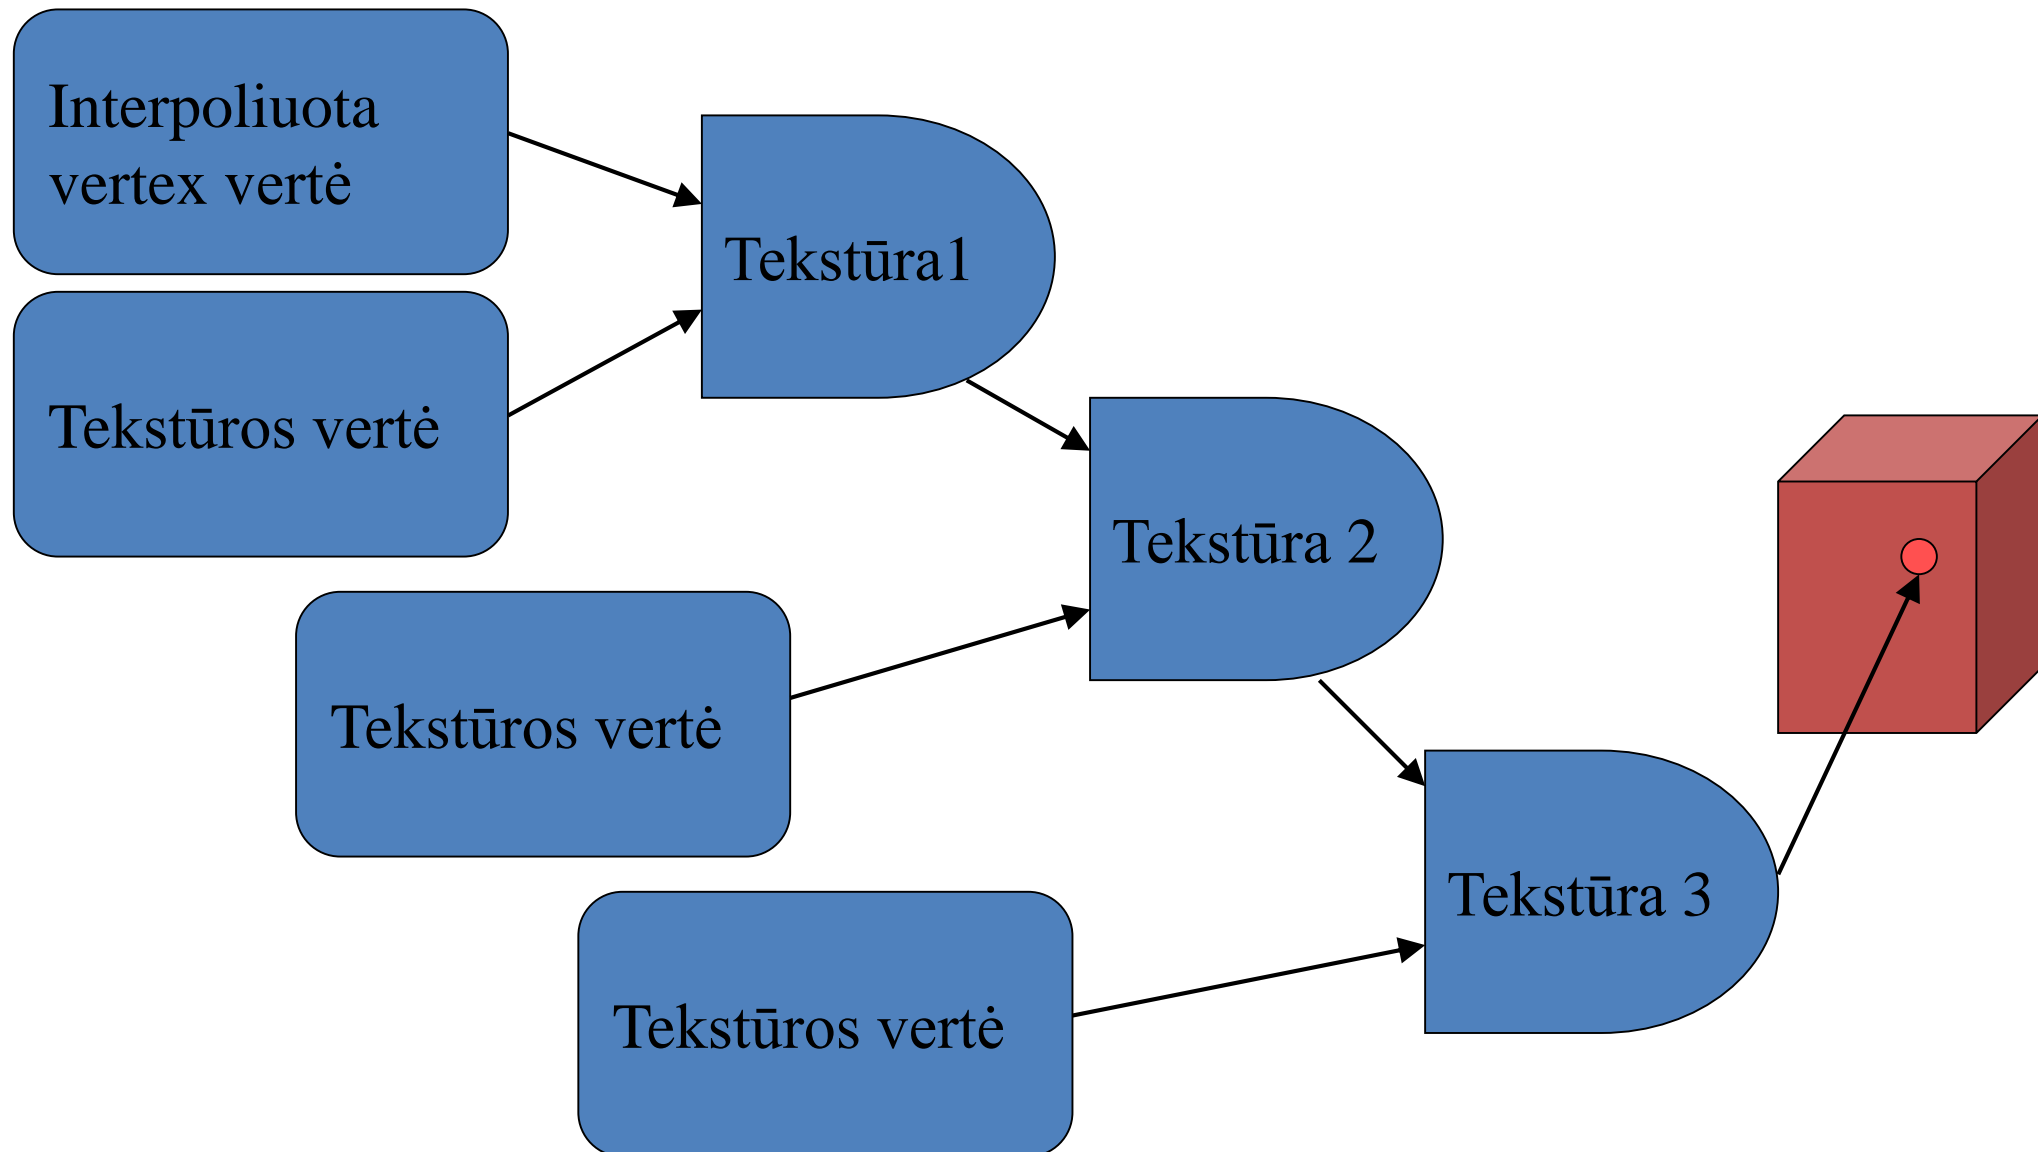 Interpoliuota
vertex vertė
Tekstūra1
Tekstūros vertė
Tekstūra 2
Tekstūros vertė
Tekstūra 3
Tekstūros vertė